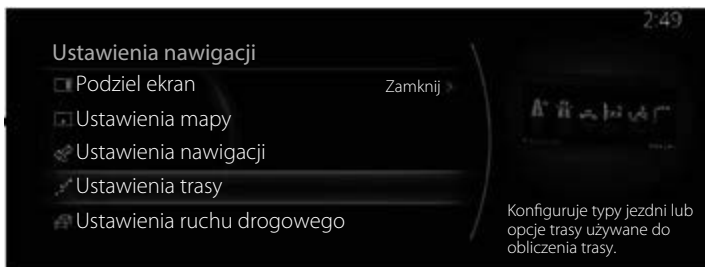 2:49
Ustawienia nawigacji
Podziel ekran Zamknij >
Ustawienia mapy
Ustawienia nawigacji
Ustawienia trasy
Ustawienia ruchu drogowego
Konfiguruje typy jezdni lub
opcje trasy używane do
obliczenia trasy.